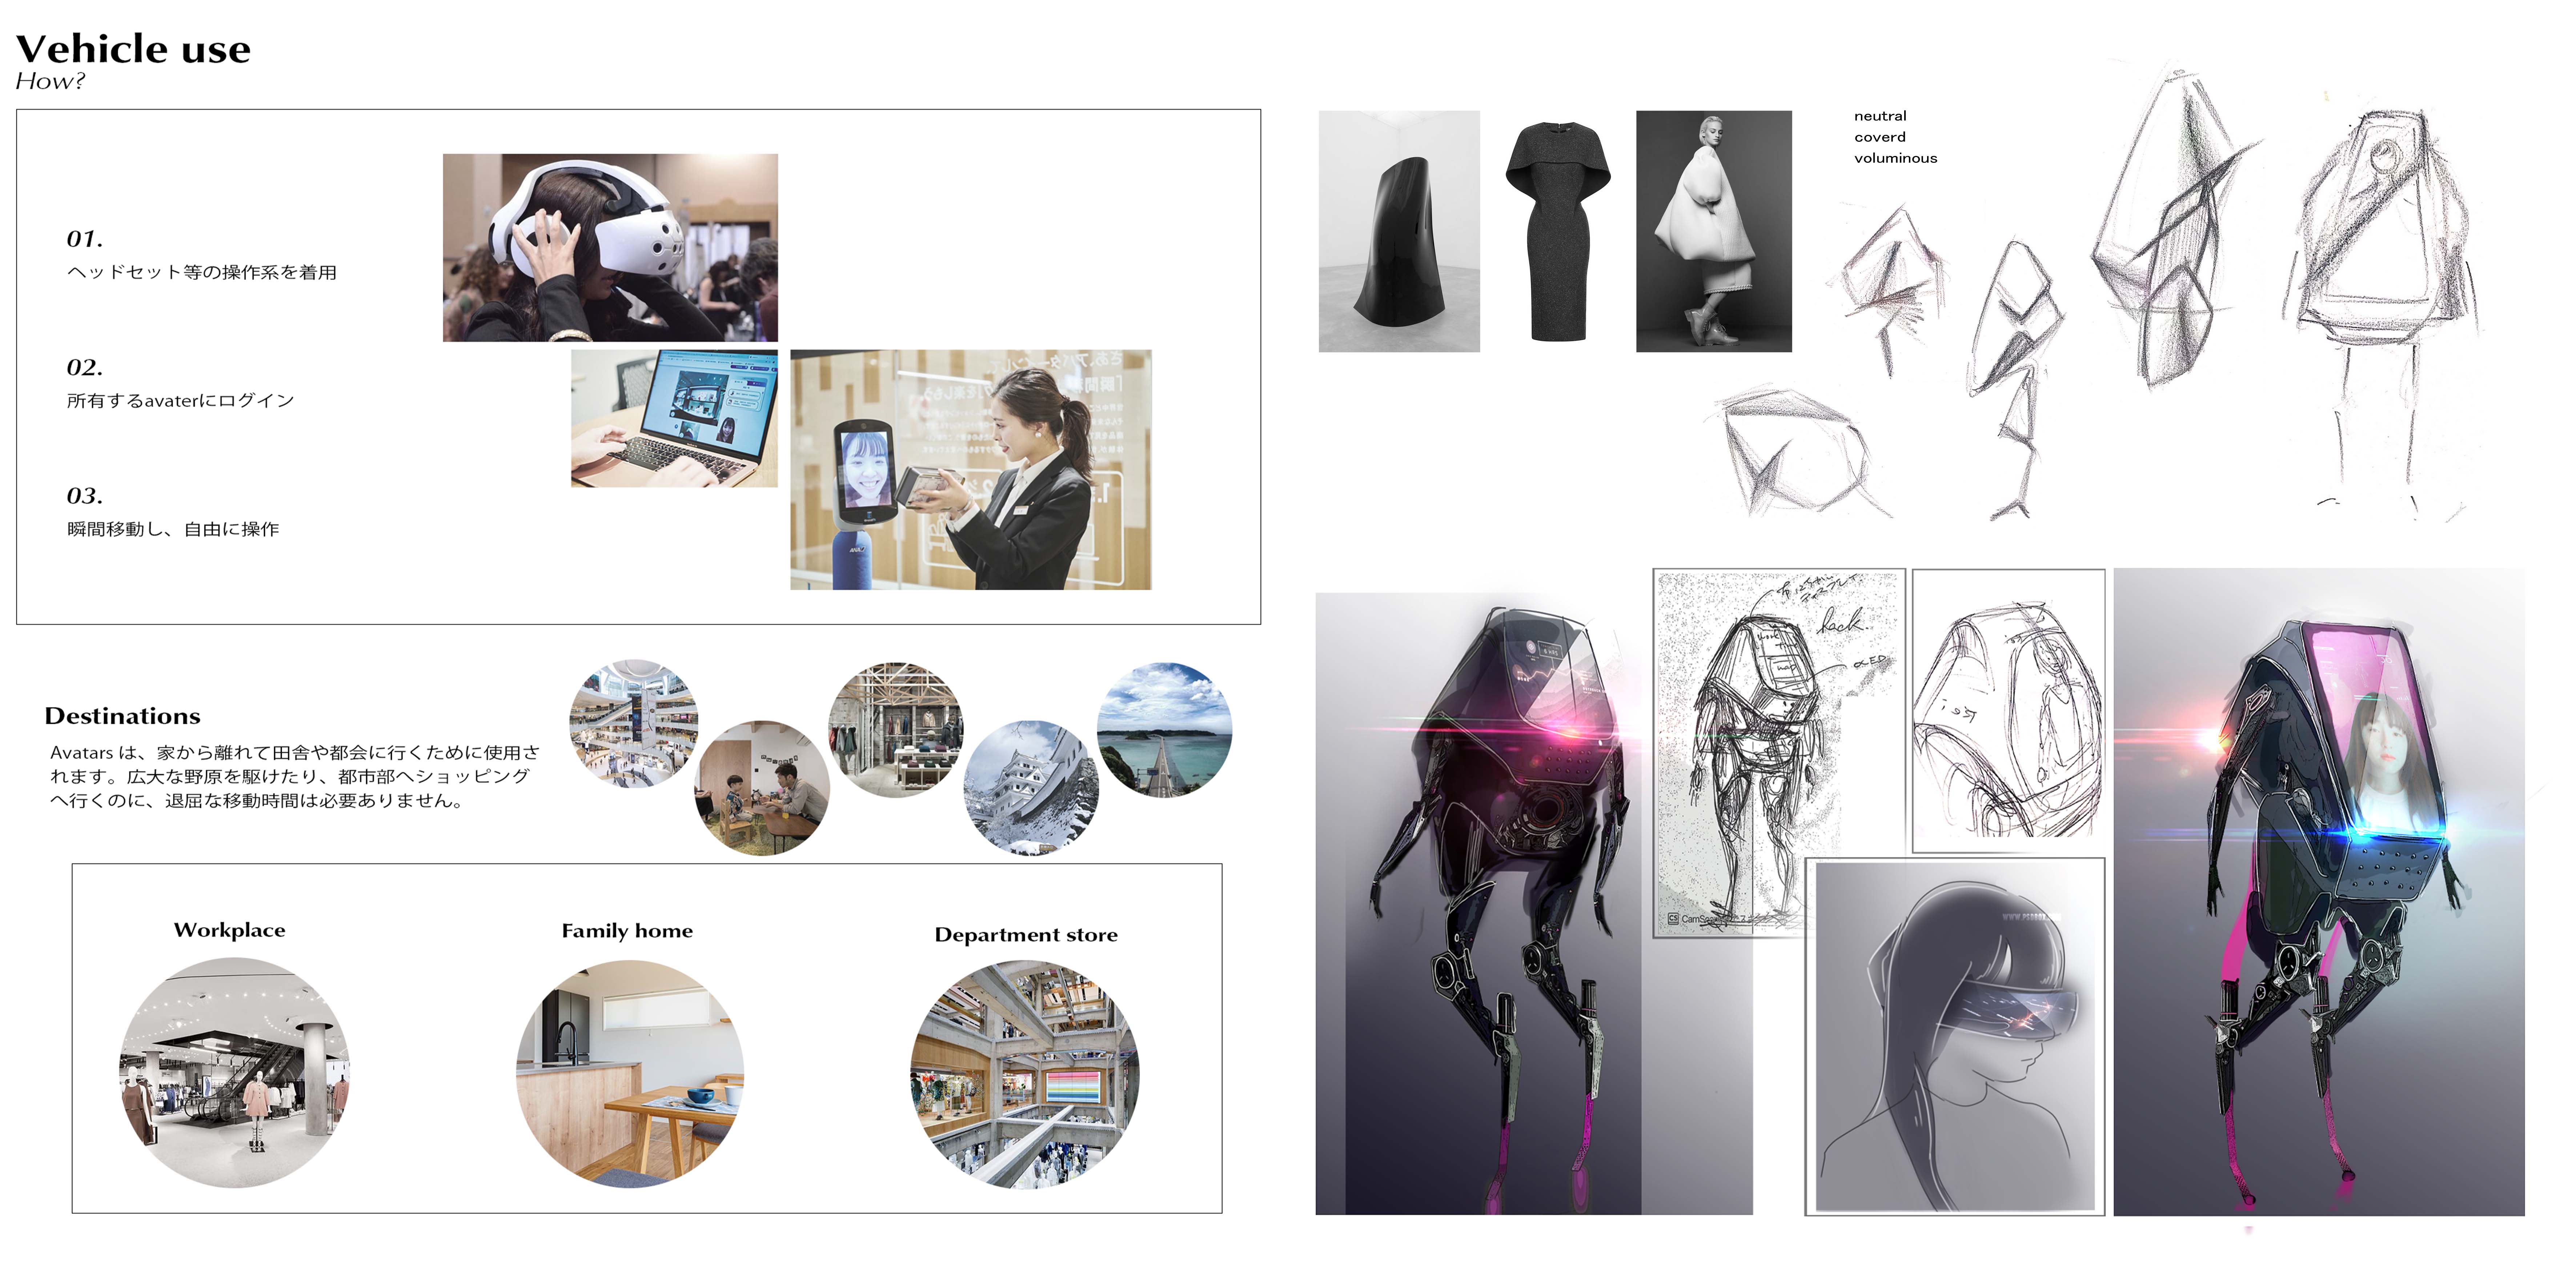 Vehicle use
How?
01.
ヘッドセット等の操作系を着用
02.
所有するavaterにログイン
03.
瞬間移動し、自由に操作
ANA
Destinations
Avatars は、家から離れて田舎や都会に行くために使用さ
れます。広大な野原を駆けたり、都市部へショッピング
へ行くのに、退屈な移動時間は必要ありません。
Workplace
Family home
Department store
neutral
coverd
voluminous
back
OLED
CS CamSca